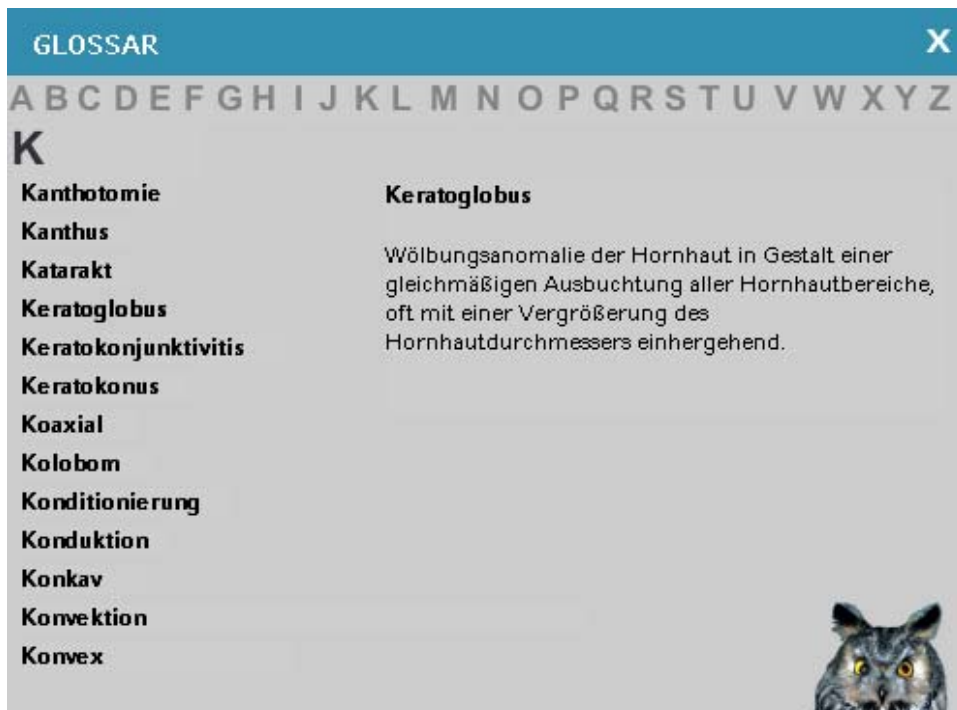 GLOSSAR X
A B C D E F G H I J K L M N O P Q R S T U V W X Y Z
K
Kanthotomie
Kanthus
Katarakt
Keratoglobus
Keratokonjunktivitis
Keratokonus
Koaxial
Kolobom
Konditionierung
Konduktion
Konkav
Konvektion
Konvex
Keratoglobus
Wölbungsanomalie der Hornhaut in Gestalt einer
gleichmäßigen Ausbuchtung aller Hornhautbereiche,
oft mit einer Vergrößerung des
Hornhautdurchmessers einhergehend.